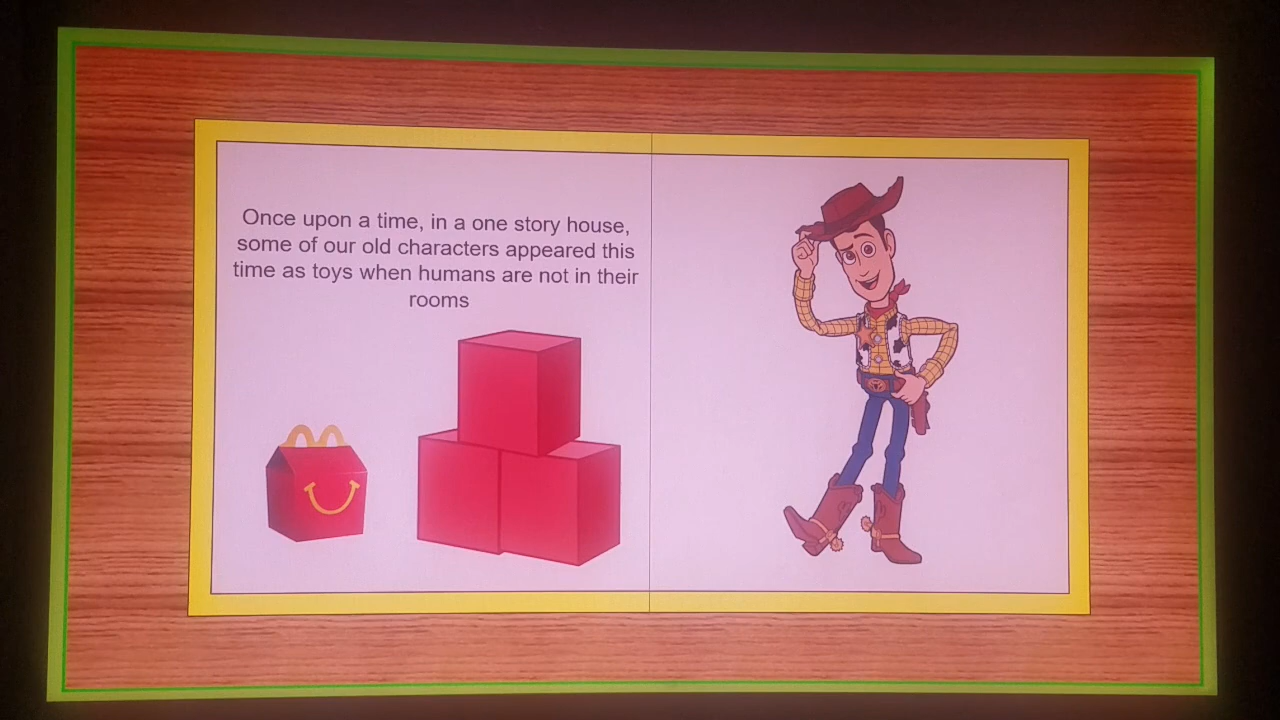 Once upon a time, in a one story house,
some of our old characters appeared this
time as toys when humans are not in their
rooms